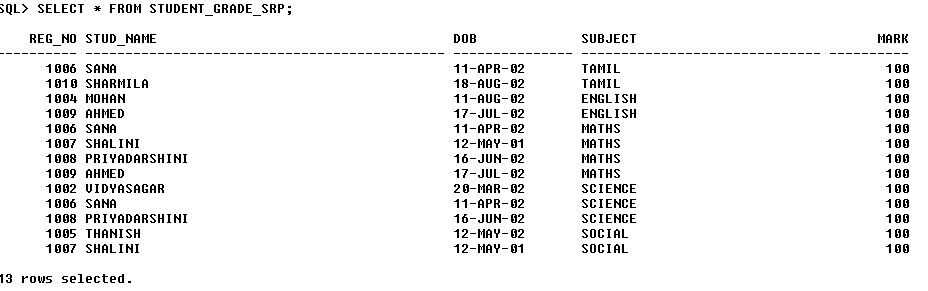 SQL> SELECT * FROM STUDENT_GRADE_SRP;
REG_NO STUD_NAME DOB SUBJECT MARK
---------- ---------------------------------------------- --------------- ------------------------------ ----------
1006 SANA 11-APR-02 TAMIL 100
1010 SHARMILA 18-AUG-02 TAMIL 100
1004 MOHAN 11-AUG-02 ENGLISH 100
1009 AHMED 17-JUL-02 ENGLISH 100
1006 SANA 11-APR-02 MATHS 100
1007 SHALINI 12-MAY-01 MATHS 100
1008 PRIYADARSHINI 16-JUN-02 MATHS 100
1009 AHMED 17-JUL-02 MATHS 100
1002 VIDYASAGAR 20-MAR-02 SCIENCE 100
1006 SANA 11-APR-02 SCIENCE 100
1008 PRIYADARSHINI 16-JUN-02 SCIENCE 100
1005 THANISH 12-MAY-02 SOCIAL 100
1007 SHALINI 12-MAY-01 SOCIAL 100
13 rows selected.